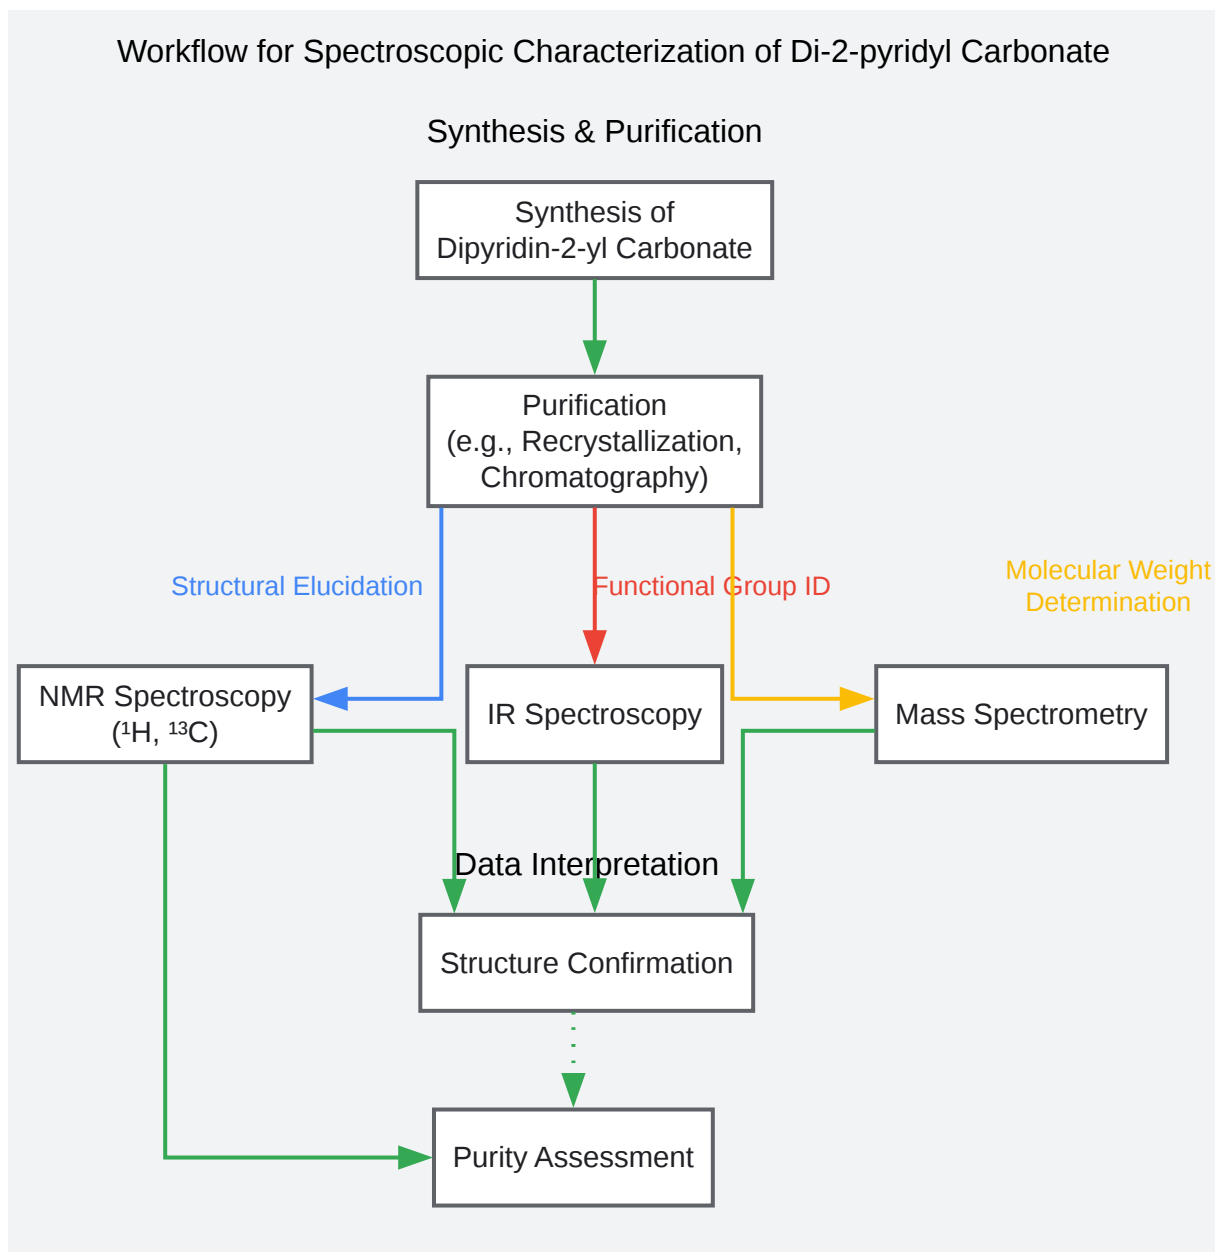 Workflow for Spectroscopic Characterization of Di-2-pyridyl Carbonate
Synthesis & Purification
Synthesis of
Dipyridin-2-yl Carbonate
Purification
(e.g., Recrystallization,
Chromatography)
Structural Elucidation
Functional Group ID
Molecular Weight
Determination
NMR Spectroscopy
(¹H, ¹³C)
IR Spectroscopy
Mass Spectrometry
Data Interpretation
Structure Confirmation
Purity Assessment